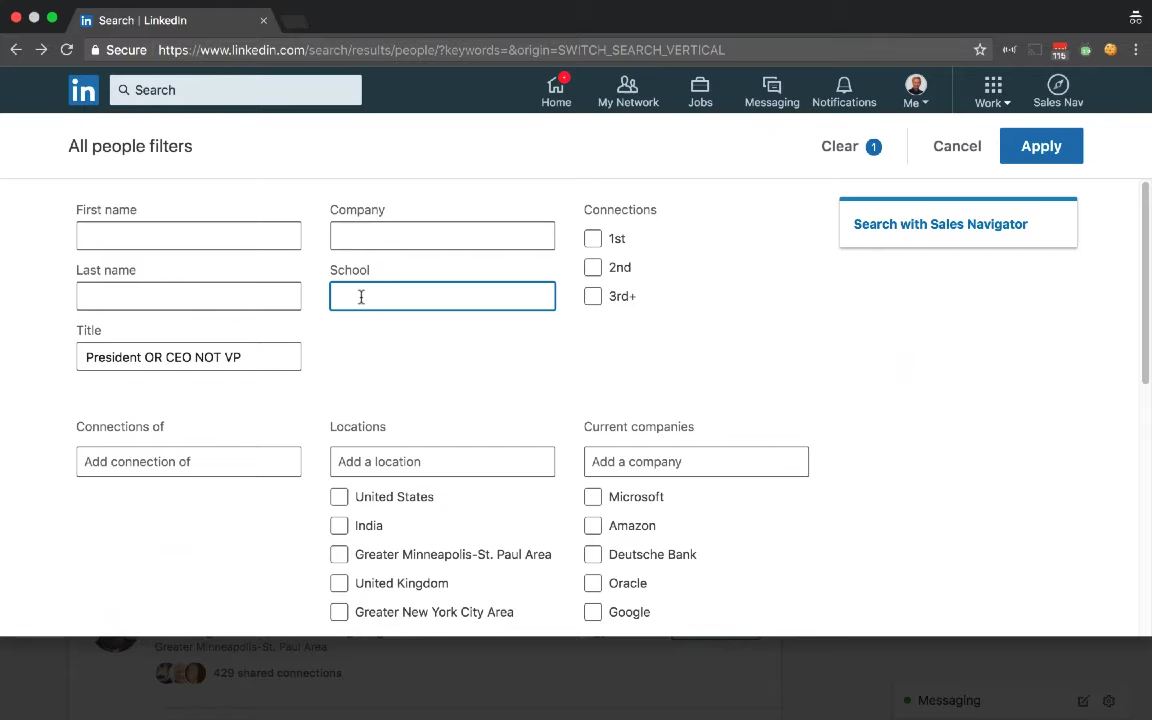 Search | LinkedIn
Secure https://www.linkedin.com/search/results/people/?keywords=&origin=SWITCH_SEARCH_VERTICAL
115
in Search
Home My Network Jobs Messaging Notifications Me Work Sales Nav
All people filters
Clear 1 Cancel Apply
First name Company Connections
Search with Sales Navigator
1st
Last name School 2nd
3rd+
Title
President OR CEO NOT VP
Connections of Locations Current companies
Add connection of Add a location Add a company
United States Microsoft
India Amazon
Greater Minneapolis-St. Paul Area Deutsche Bank
United Kingdom Oracle
Greater New York City Area Google
Greater Minneapolis-St. Paul Area
429 shared connections
Messaging